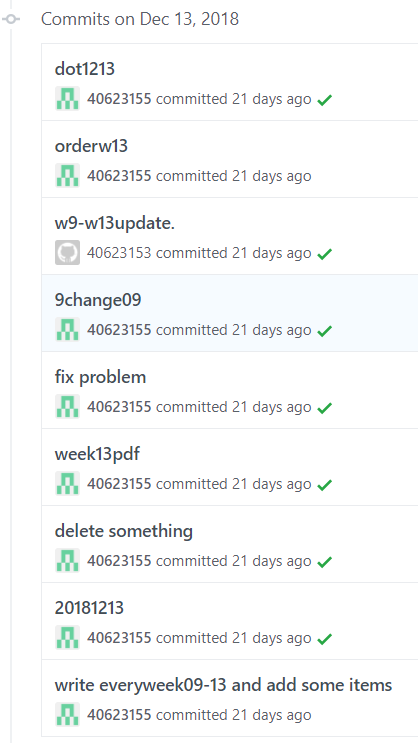 Commits on Dec 13, 2018
dot1213
40623155 committed 21 days ago
orderw13
40623155 committed 21 days ago
w9-w13update.
40623153 committed 21 days ago
9change09
40623155 committed 21 days ago
fix problem
40623155 committed 21 days ago
week13pdf
40623155 committed 21 days ago
delete something
40623155 committed 21 days ago
20181213
40623155 committed 21 days ago
write everyweek09-13 and add some items
40623155 committed 21 days ago